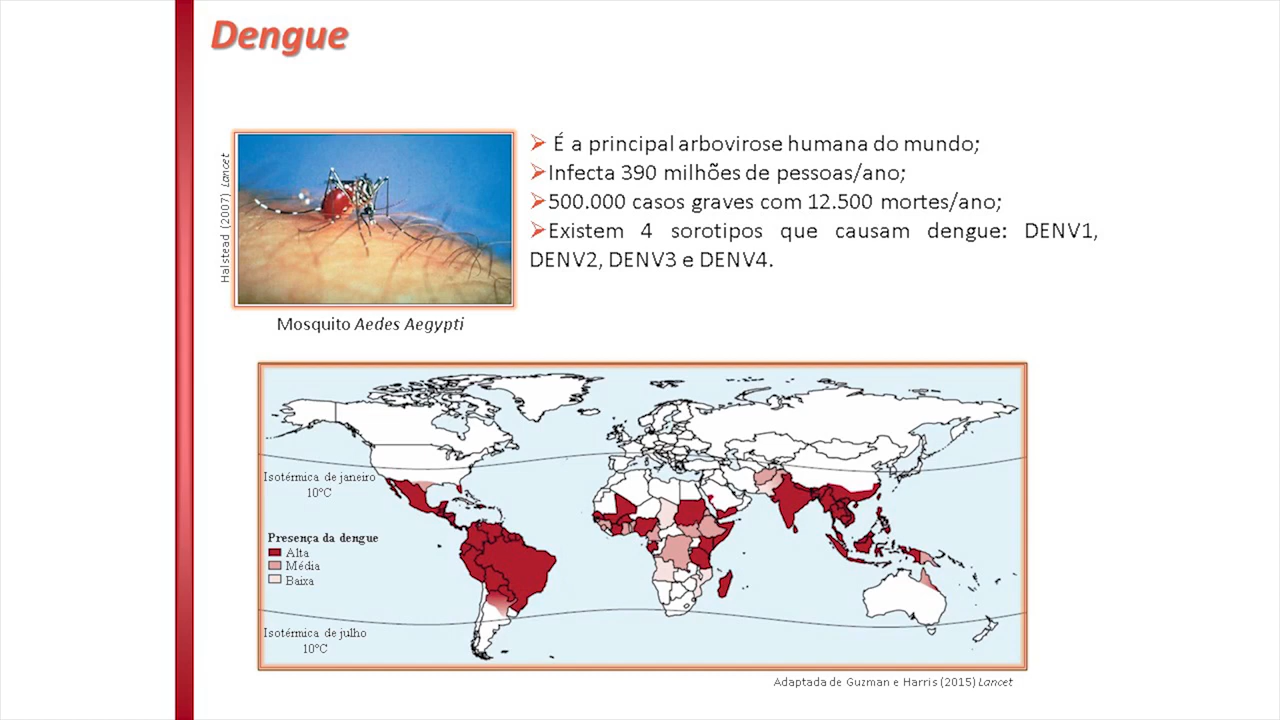 Dengue
Halstead (2007) Lancet
É a principal arbovirose humana do mundo;
Infecta 390 milhões de pessoas/ano;
500.000 casos graves com 12.500 mortes/ano;
Existem 4 sorotipos que causam dengue: DENV1,
DENV2, DENV3 e DENV4.
Mosquito Aedes Aegypti
Isotérmica de janeiro
10°C
Presença da dengue
Alta
Média
Baixa
Isotérmica de julho
10°C
Adaptada de Guzman e Harris (2015) Lancet